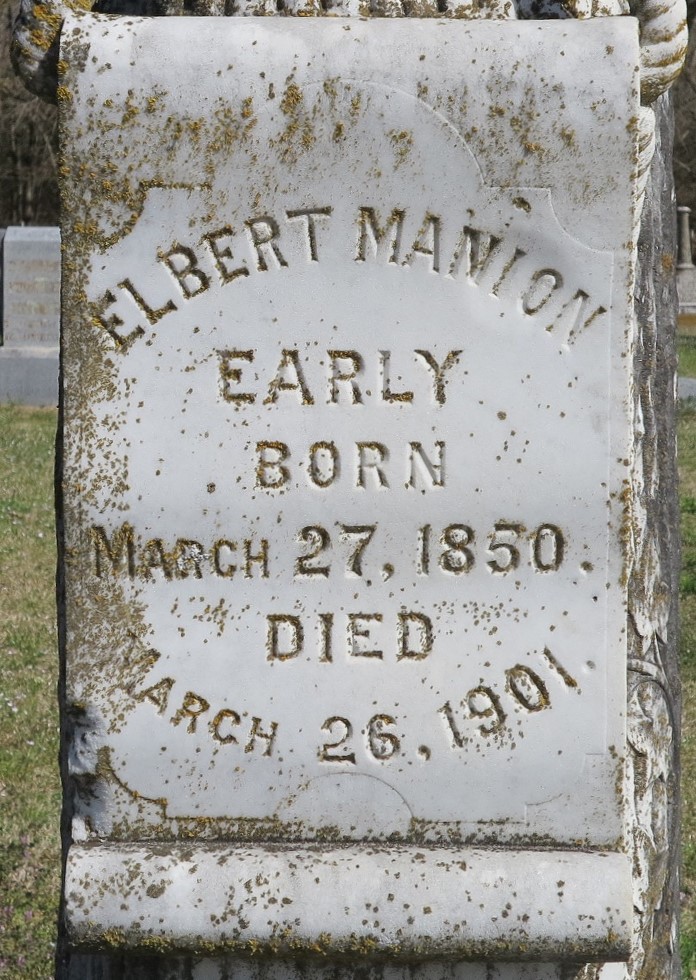 ELBERT MANION
EARLY
BORN
MARCH 27, 1850.
DIED
MARCH 26, 1901.